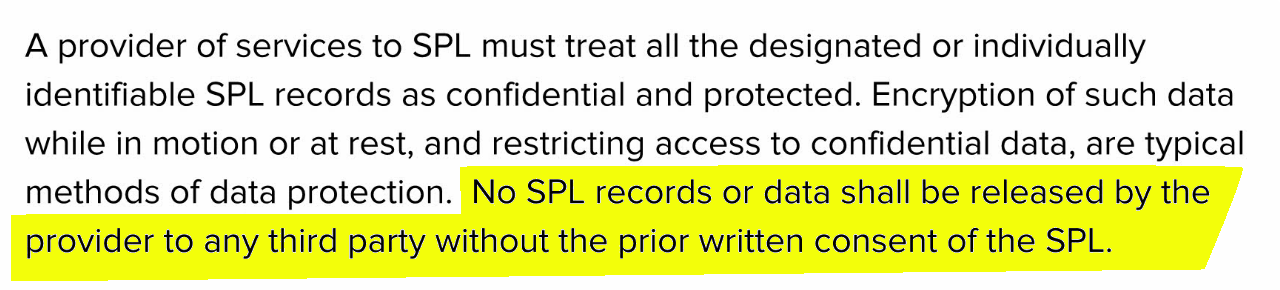 A provider of services to SPL must treat all the designated or individually
identifiable SPL records as confidential and protected. Encryption of such data
while in motion or at rest, and restricting access to confidential data, are typical
methods of data protection. No SPL records or data shall be released by the
provider to any third party without the prior written consent of the SPL.